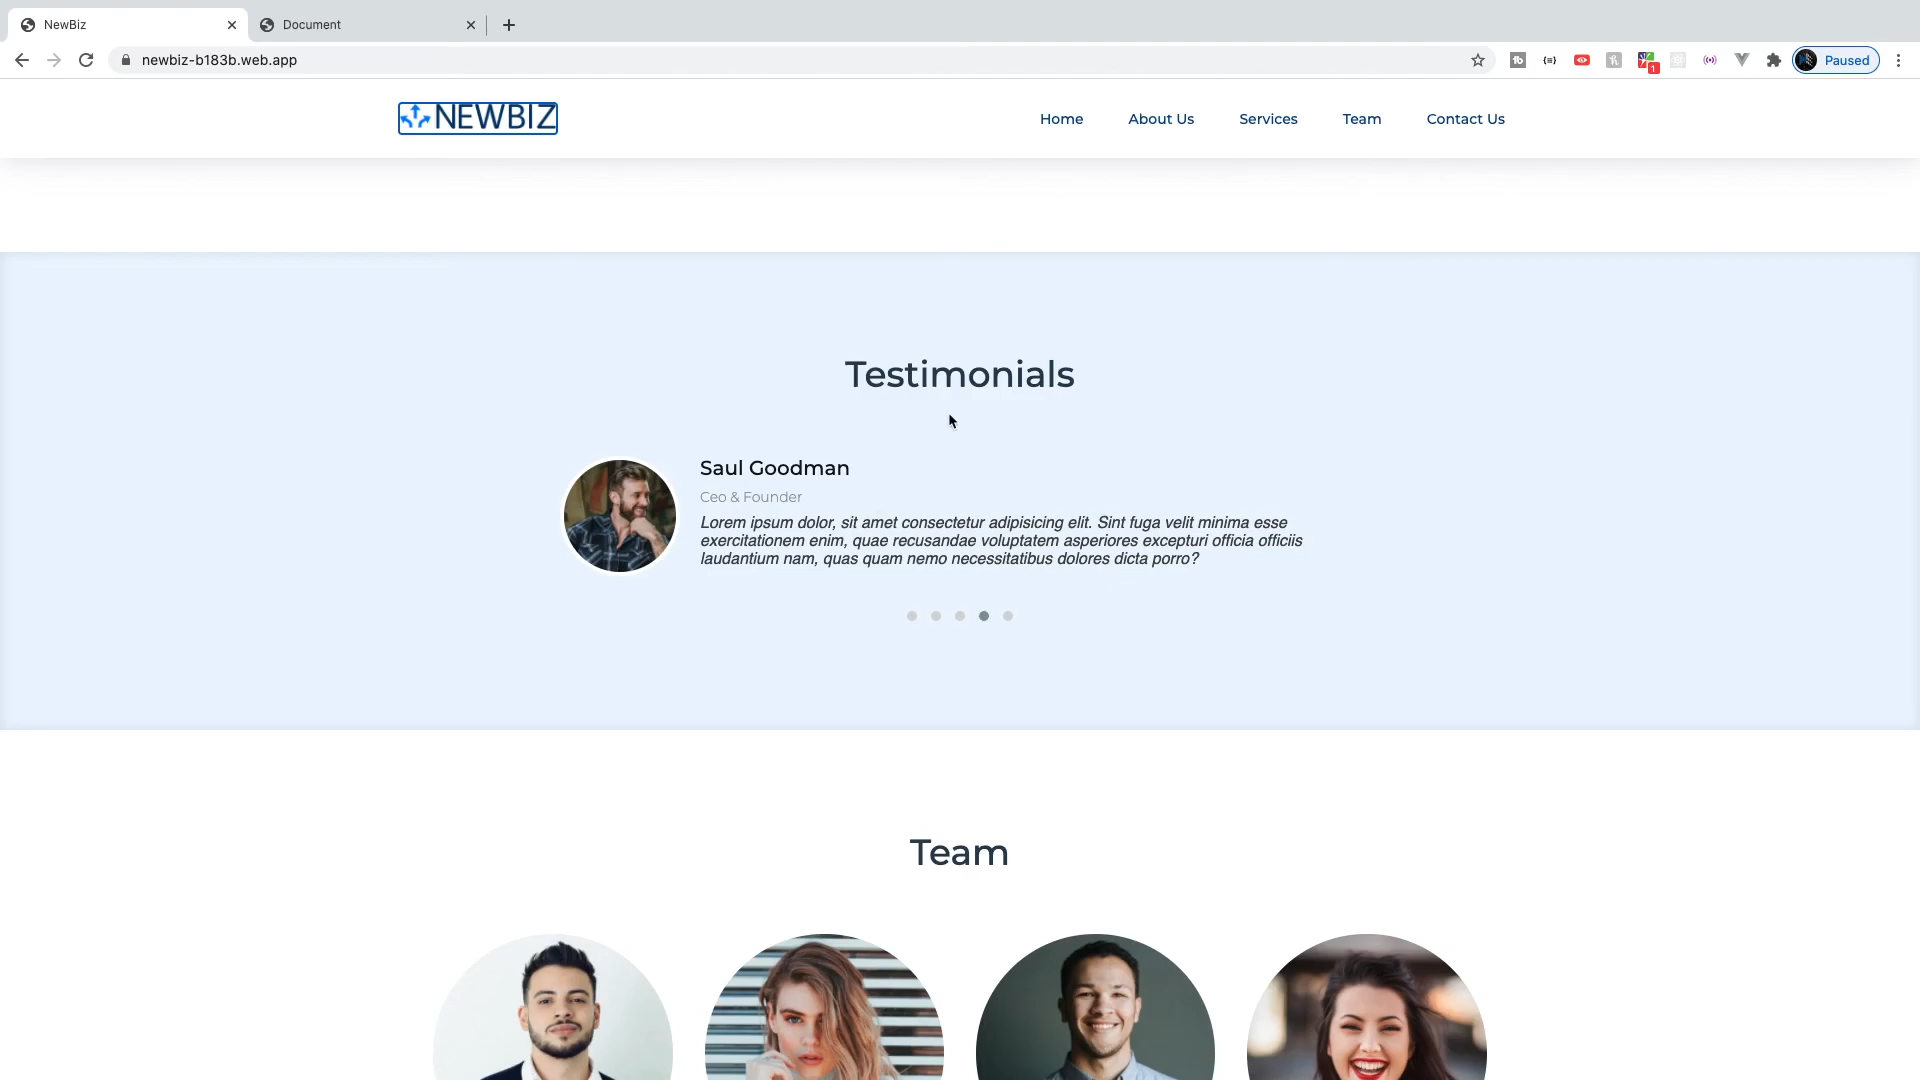 NewBiz
Document
newbiz-b183b.web.app
1
Paused
NEWBIZ
Home
About Us
Services
Team
Contact Us
Testimonials
Saul Goodman
Ceo & Founder
Lorem ipsum dolor, sit amet consectetur adipisicing elit. Sint fuga velit minima esse
exercitationem enim, quae recusandae voluptatem asperiores excepturi officia officiis
laudantium nam, quas quam nemo necessitatibus dolores dicta porro?
Team